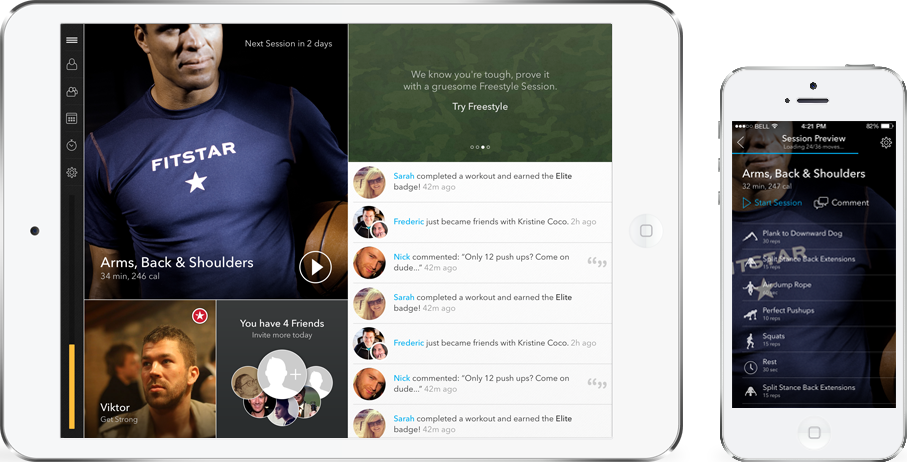 Next Session in 2 days
FITSTAR
Arms, Back & Shoulders
34 min, 246 cal
Viktor
Get Strong
You have 4 Friends
Invite more today
We know you're tough, prove it
with a gruesome Freestyle Session.
Try Freestyle
Sarah completed a workout and earned the Elite
badge! 42m ago
Frederic just became friends with Kristine Coco. 2h ago
Nick commented: "Only 12 push ups? Come on
dude..." 42m ago
Sarah completed a workout and earned the Elite
badge! 42m ago
Frederic just became friends with Kristine Coco. 2h ago
Nick commented: "Only 12 push ups? Come on
dude..." 42m ago
Sarah completed a workout and earned the Elite
badge! 42m ago
BELL 4:21 PM 82%
Session Preview
Loading 24/36 moves...
Arms, Back & Shoulders
32 min, 247 cal
Start Session Comment
Plank to Downward Dog
30 reps
Split Stance Back Extensions
15 reps
FITSTAR
Airdump Rope
15 reps
Perfect Pushups
10 reps
Squats
15 reps
Rest
30 sec
Split Stance Back Extensions
15 reps